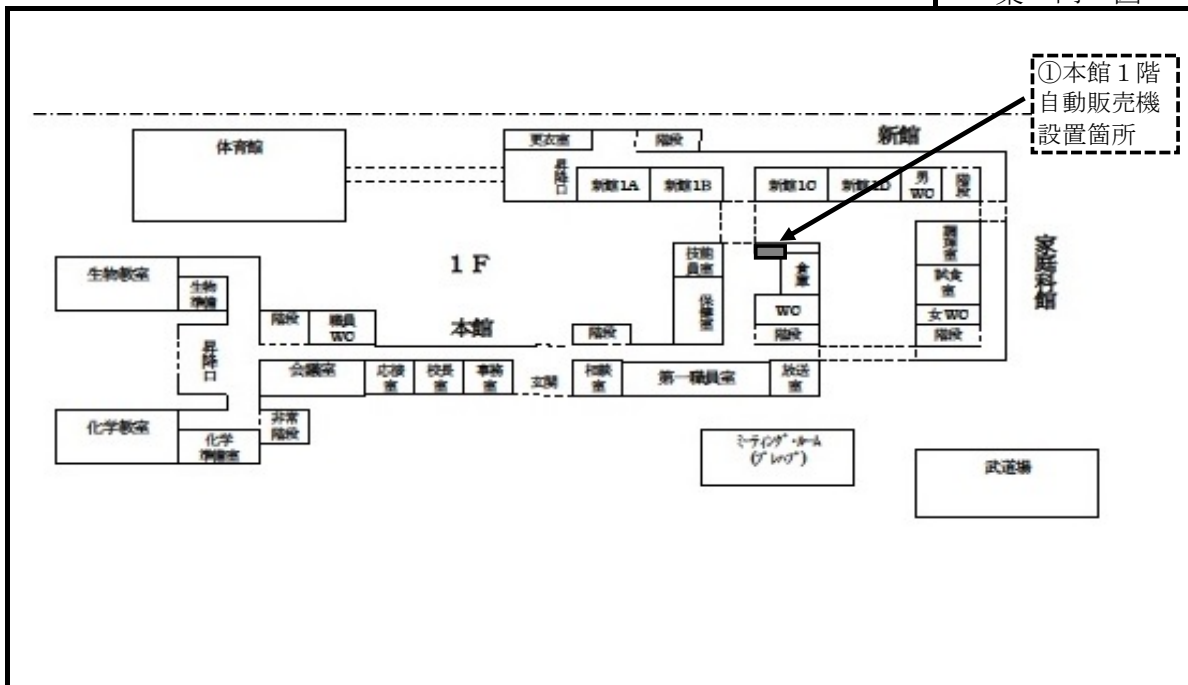 案 内 図
①本館１階
自動販売機
設置箇所
体育館
更衣室
階段
新館
昇降口
新館1A
新館1B
新館1C
新館1D
男
WC
階段
調理室
試食
室
女WC
階段
家庭科館
技能
員室
倉庫
保健室
WC
階段
１Ｆ
本館
生物教室
生物
準備
階段
職員
WC
階段
昇降口
会議室
応接
室
校長
室
事務
室
玄関
相談
室
第一職員室
放送
室
化学教室
化学
準備室
非常
階段
ミーティング・ルーム
(プレハブ)
武道場